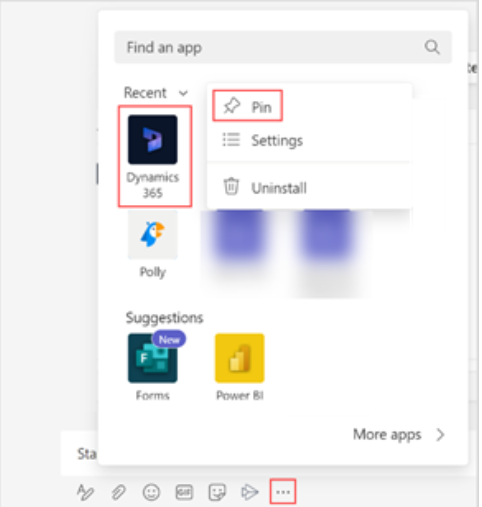 Find an app
Recent
Pin
Settings
Uninstall
Dynamics
365
Polly
Suggestions
New
F
Forms
Power BI
More apps
Sta
GIF